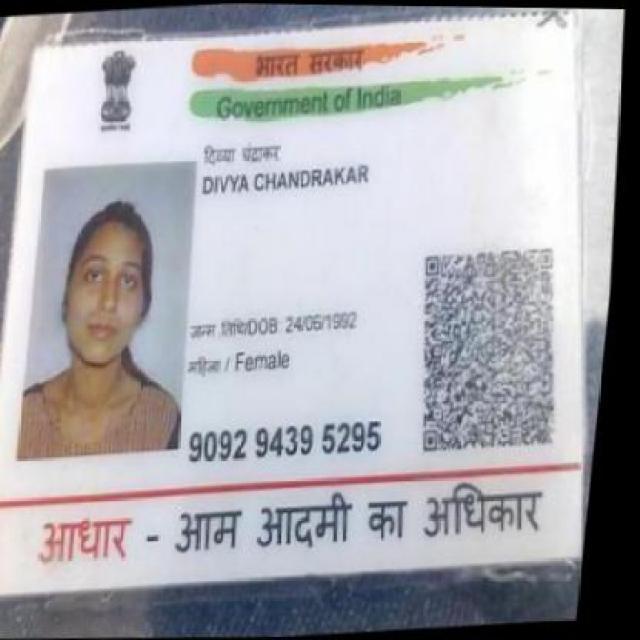 भारत सरकार
Government of India
दिव्या चंद्राकर
DIVYA CHANDRAKAR
जन्म तिथि/DOB: 24/06/1992
महिला / Female
9092 9439 5295
आधार - आम आदमी का अधिकार